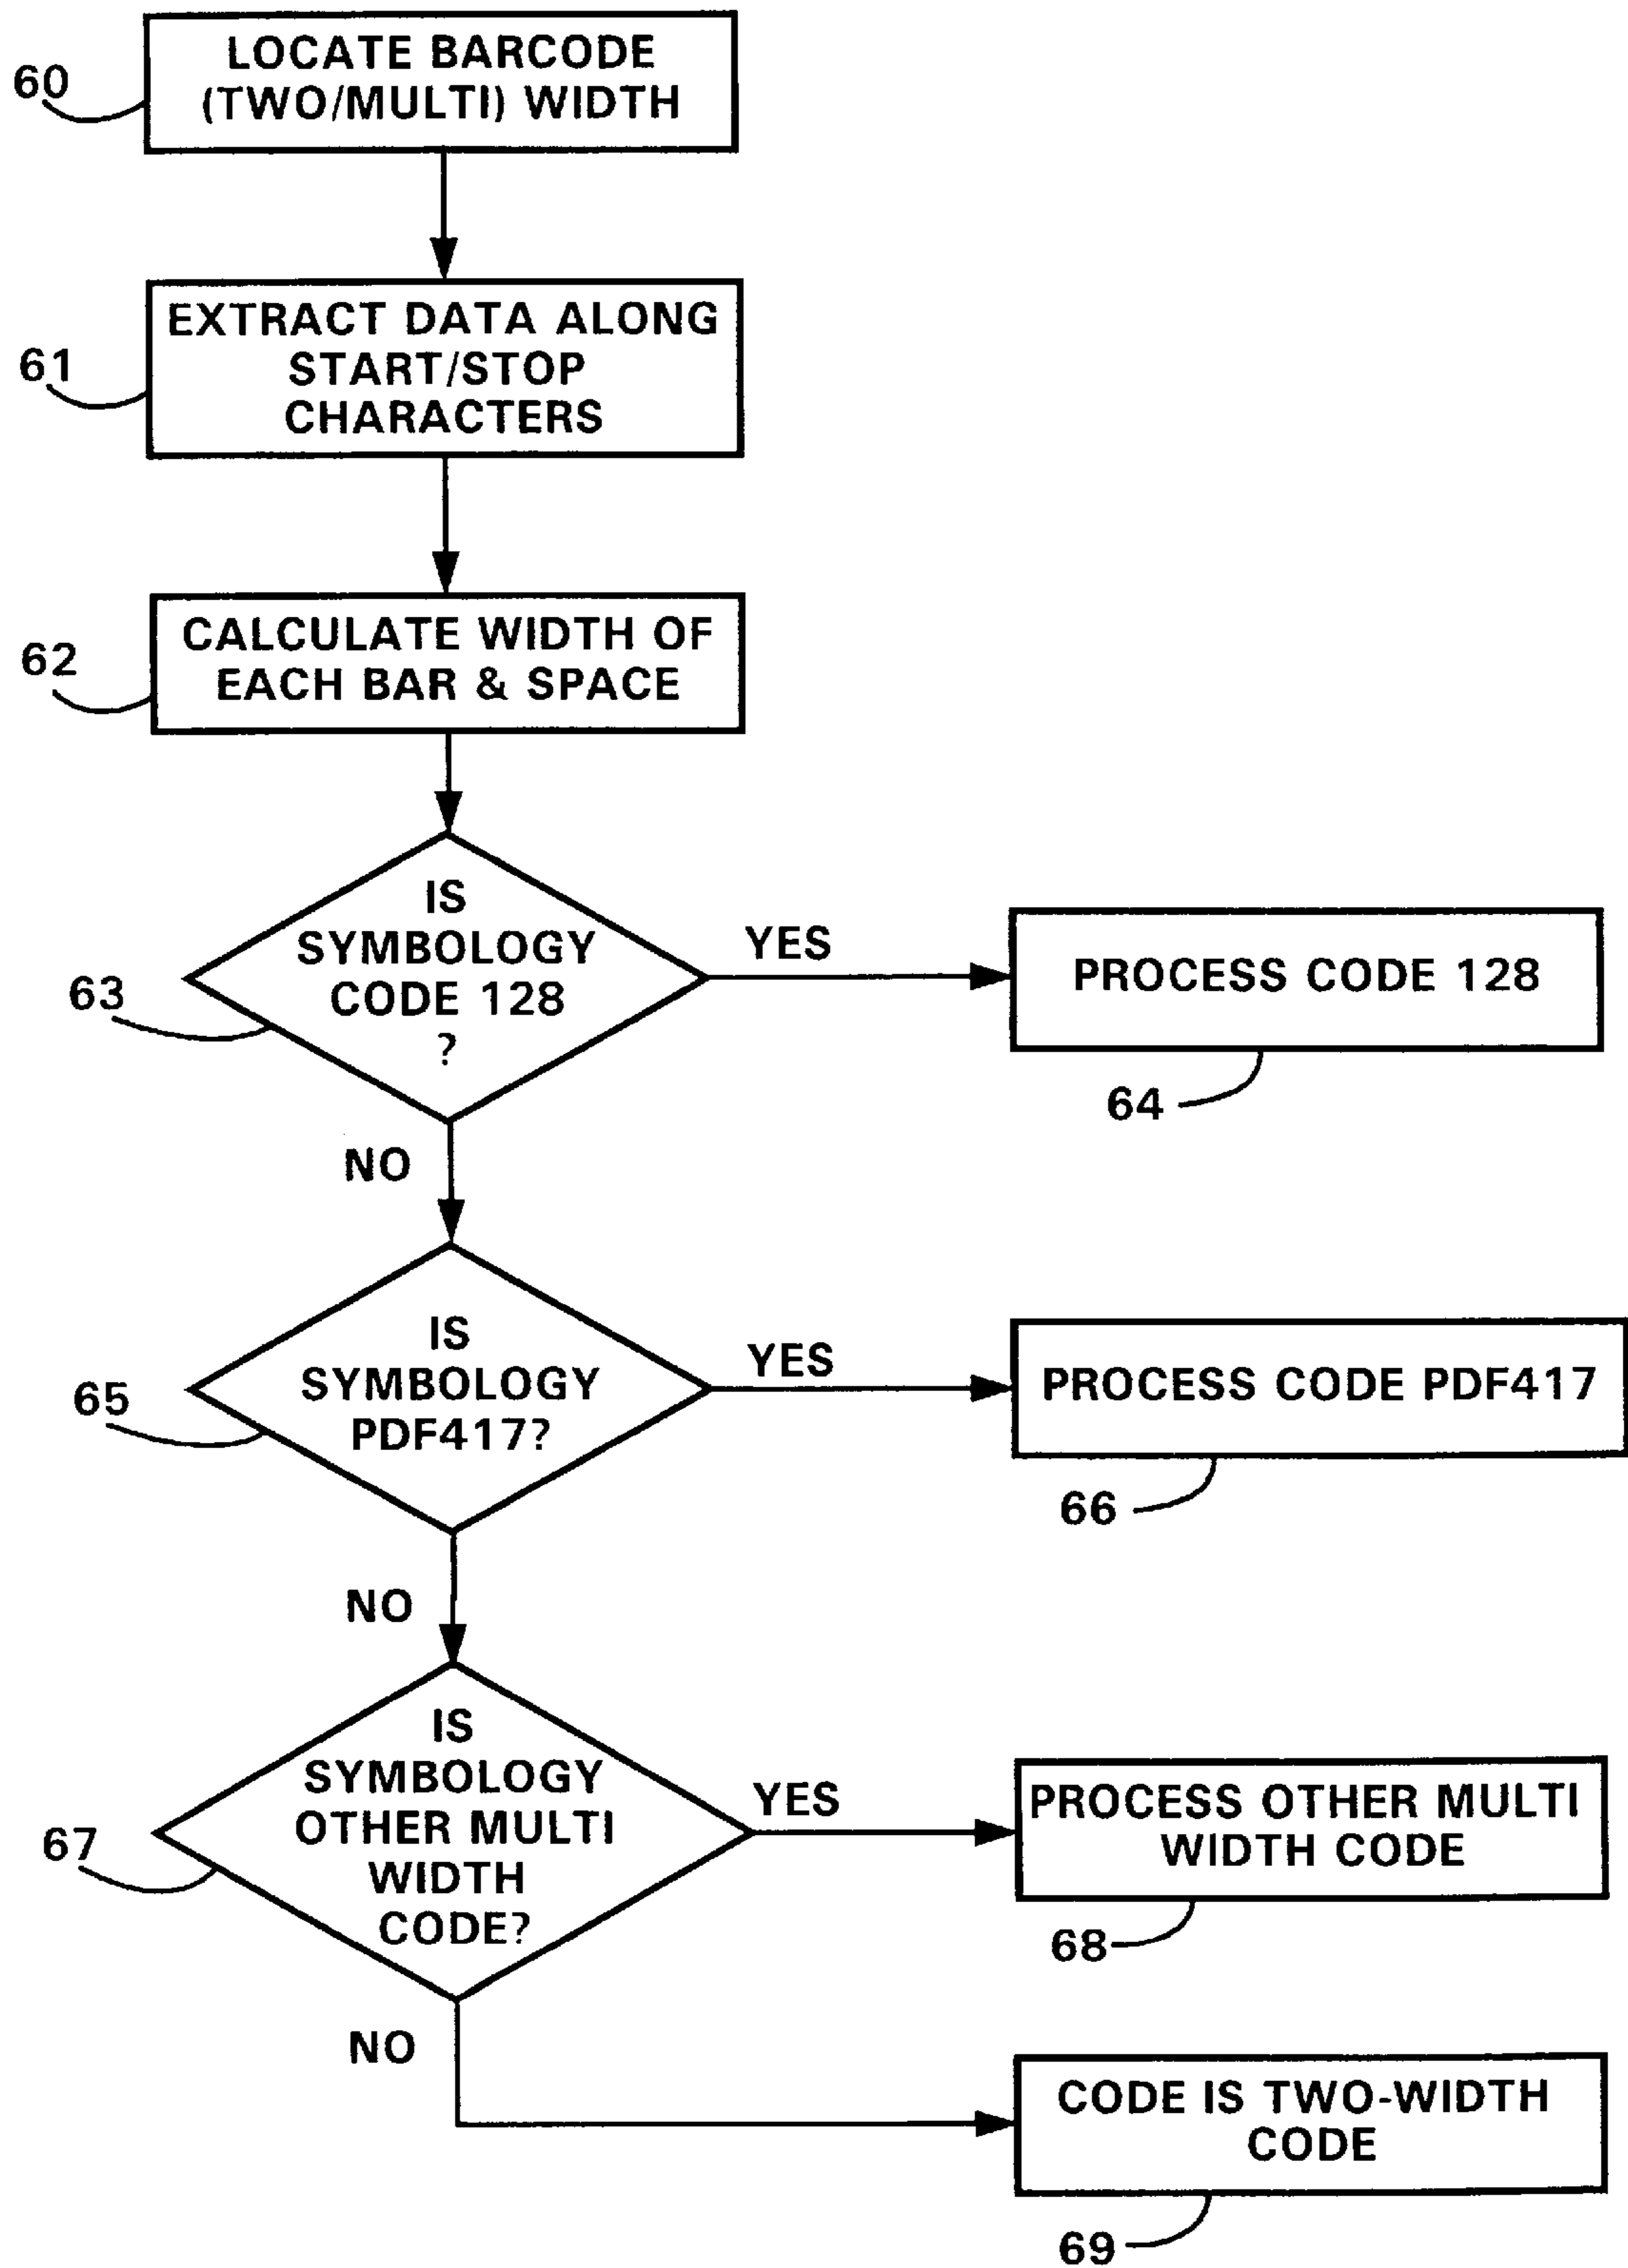 LOCATE BARCODE
(TWO/MULTI) WIDTH
60
EXTRACT DATA ALONG
START/STOP
CHARACTERS
61
CALCULATE WIDTH OF
EACH BAR & SPACE
62
IS
SYMBOLOGY
CODE 128
?
63
YES
PROCESS CODE 128
64
NO
IS
SYMBOLOGY
PDF417?
65
YES
PROCESS CODE PDF417
66
NO
IS
SYMBOLOGY
OTHER MULTI
WIDTH
CODE?
67
YES
PROCESS OTHER MULTI
WIDTH CODE
68
NO
CODE IS TWO-WIDTH
CODE
69